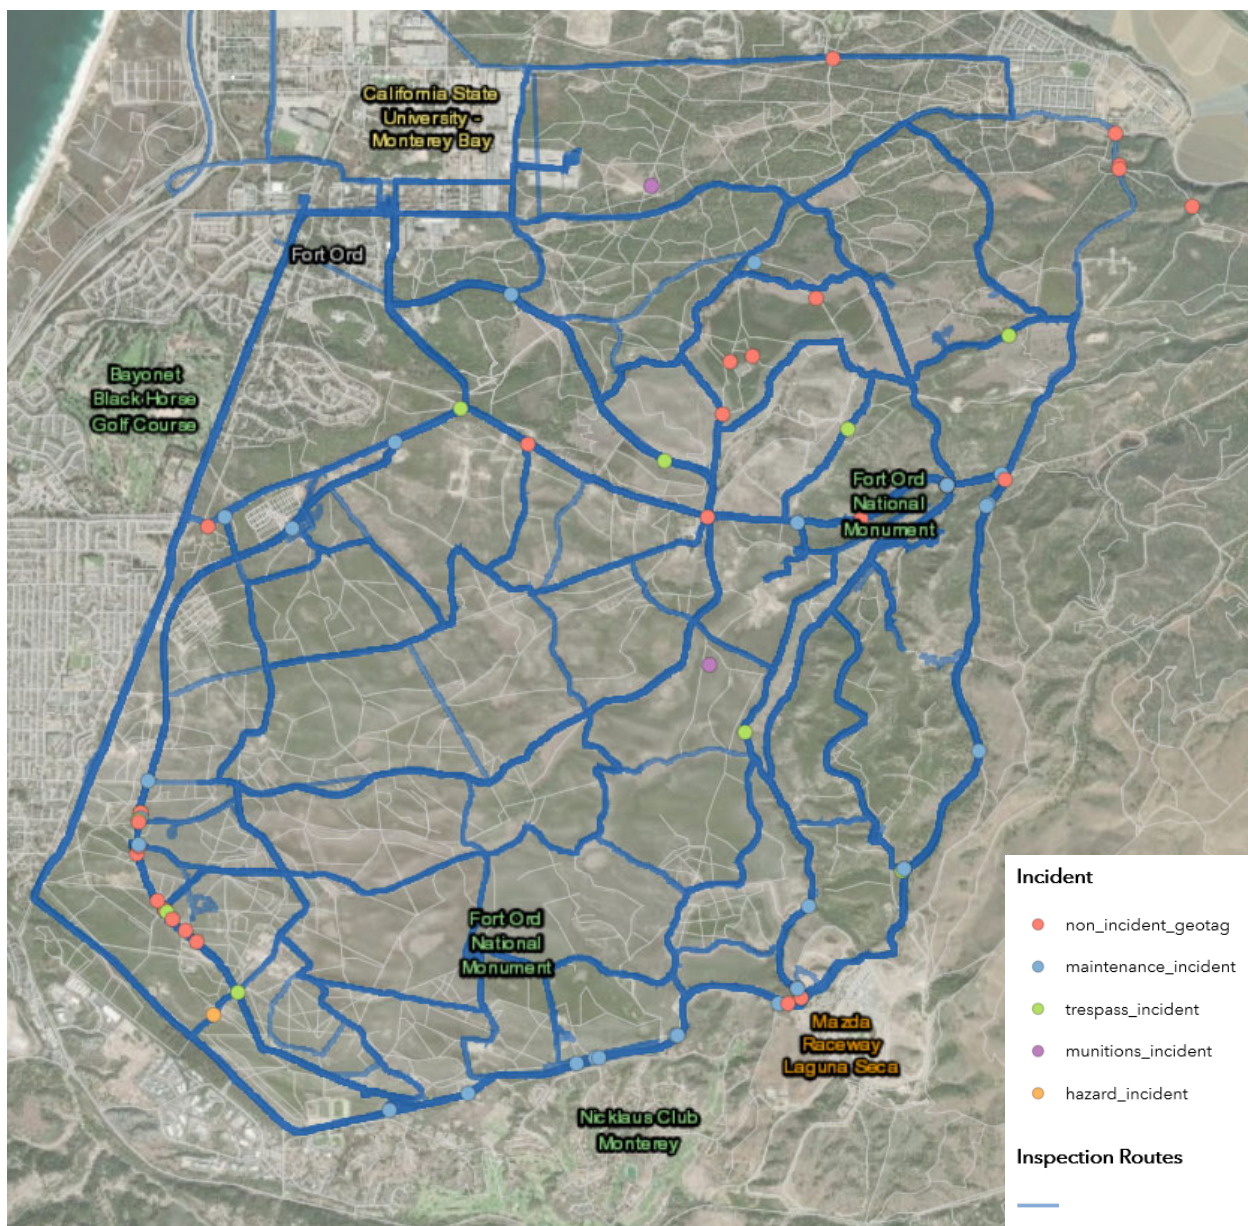 California State
University -
Monterey Bay
Fort Ord
Bayonet
Black Horse
Golf Course
Fort Ord
National
Monument
Fort Ord
National
Monument
Mazda
Raceway
Laguna Seca
Nicklaus Club
Monterey
Incident
non_incident_geotag
maintenance_incident
trespass_incident
munitions_incident
hazard_incident
Inspection Routes